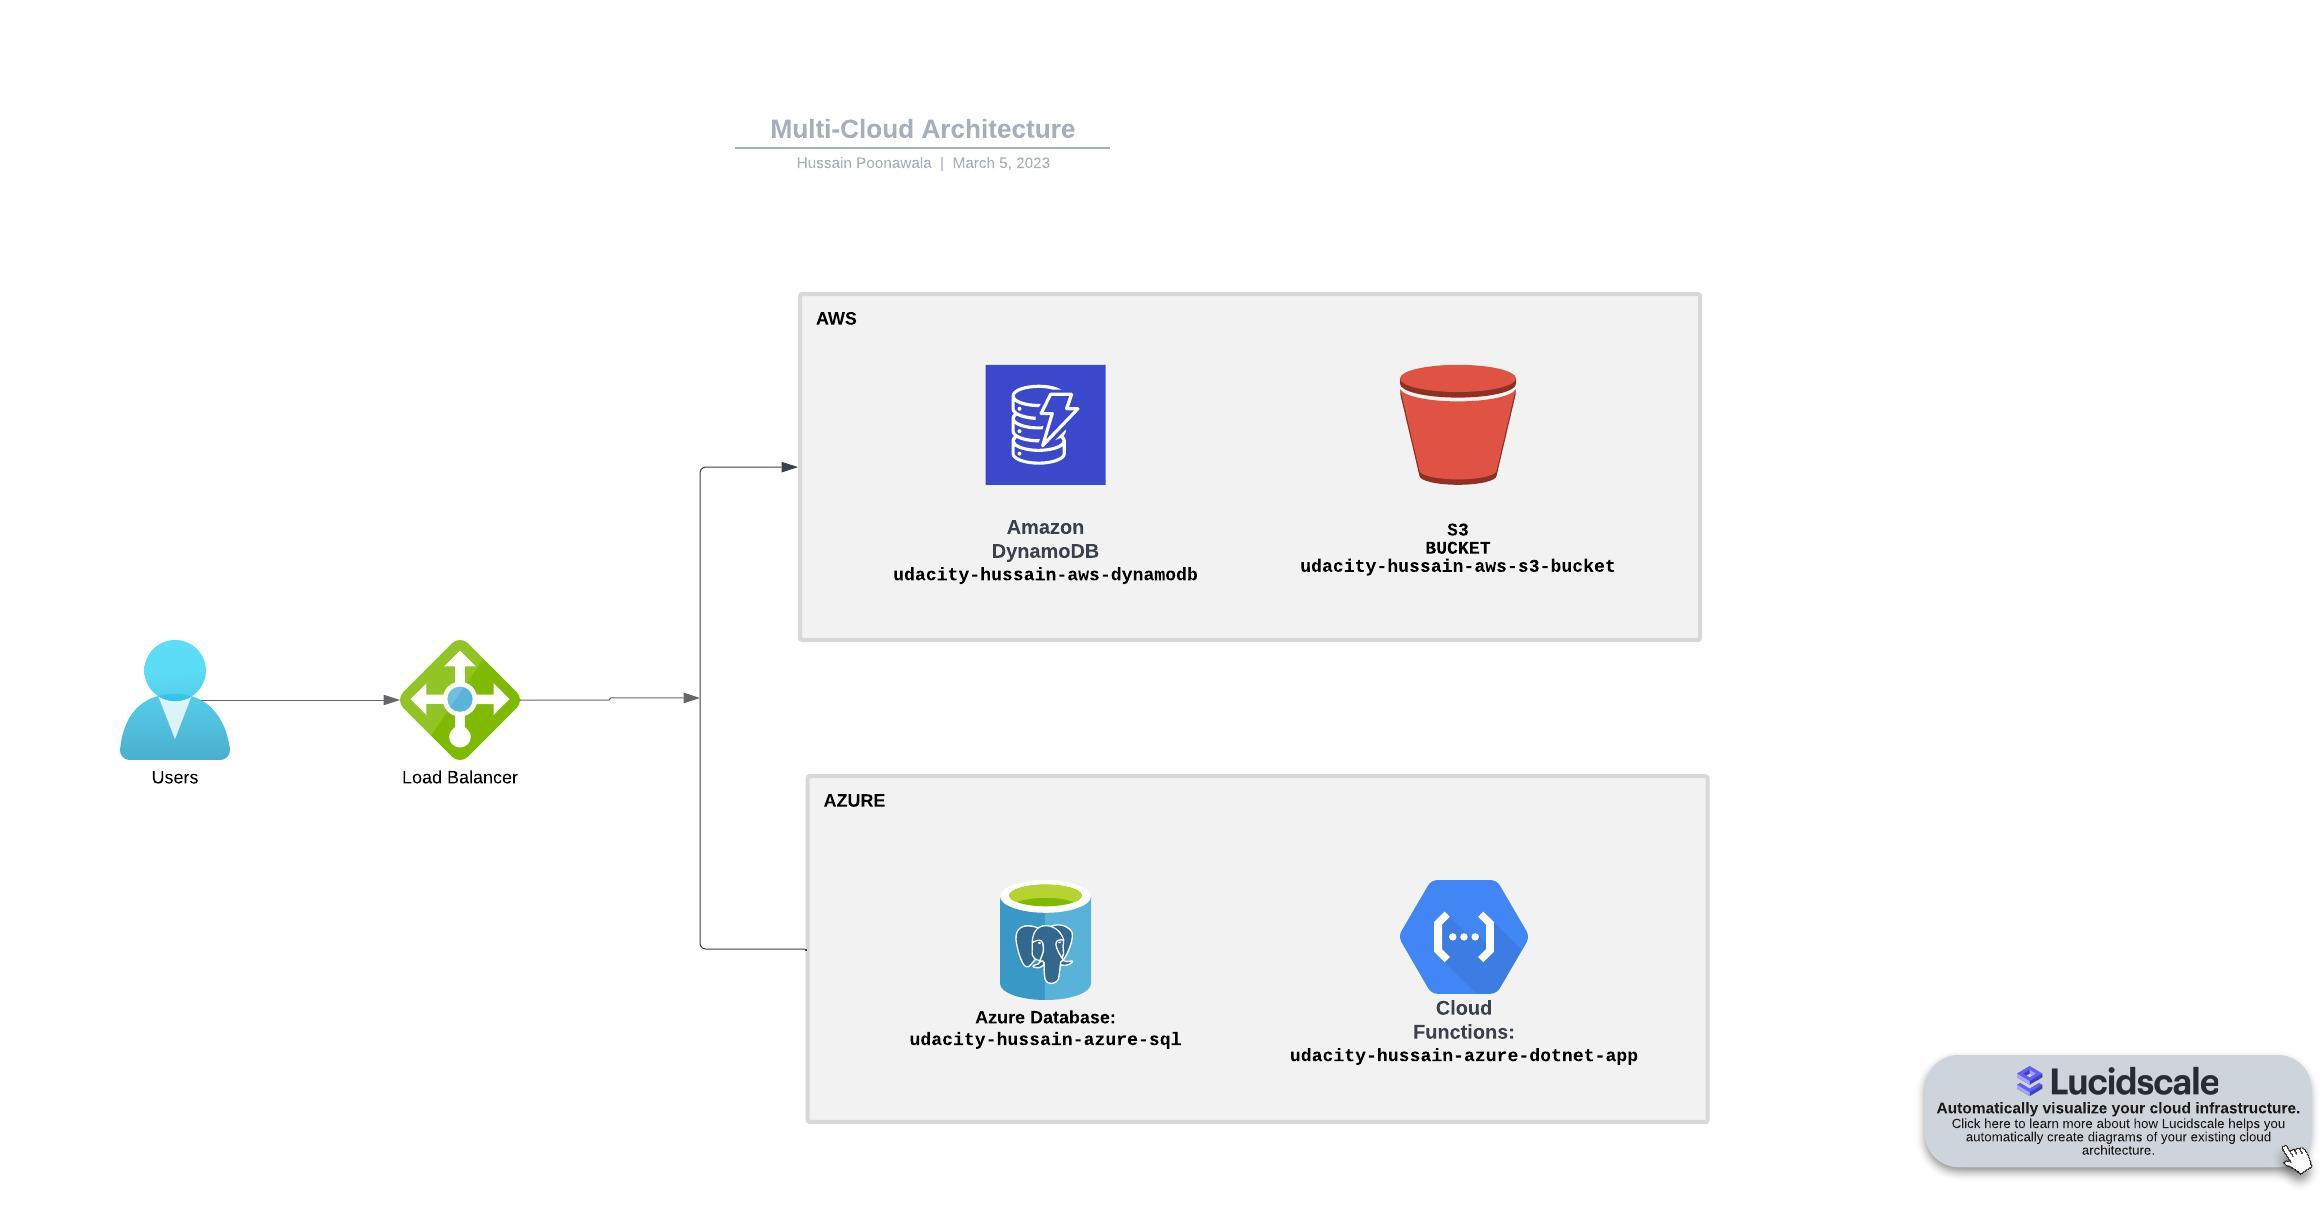 Multi-Cloud Architecture
Hussain Poonawala | March 5, 2023
AWS
Amazon
DynamoDB
udacity-hussain-aws-dynamodb
S3
BUCKET
udacity-hussain-aws-s3-bucket
Users
Load Balancer
AZURE
Azure Database:
udacity-hussain-azure-sql
Cloud
Functions:
udacity-hussain-azure-dotnet-app
Lucidscale
Automatically visualize your cloud infrastructure.
Click here to learn more about how Lucidscale helps you
automatically create diagrams of your existing cloud
architecture.